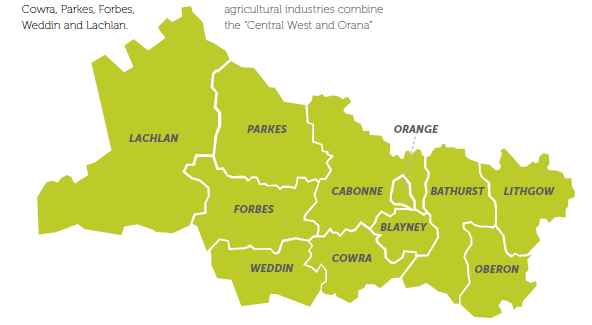 Cowra, Parkes, Forbes,
Weddin and Lachlan.
agricultural industries combine
the “Central West and Orana”
LACHLAN
PARKES
ORANGE
CABONNE
BATHURST
LITHGOW
FORBES
BLAYNEY
WEDDIN
COWRA
OBERON